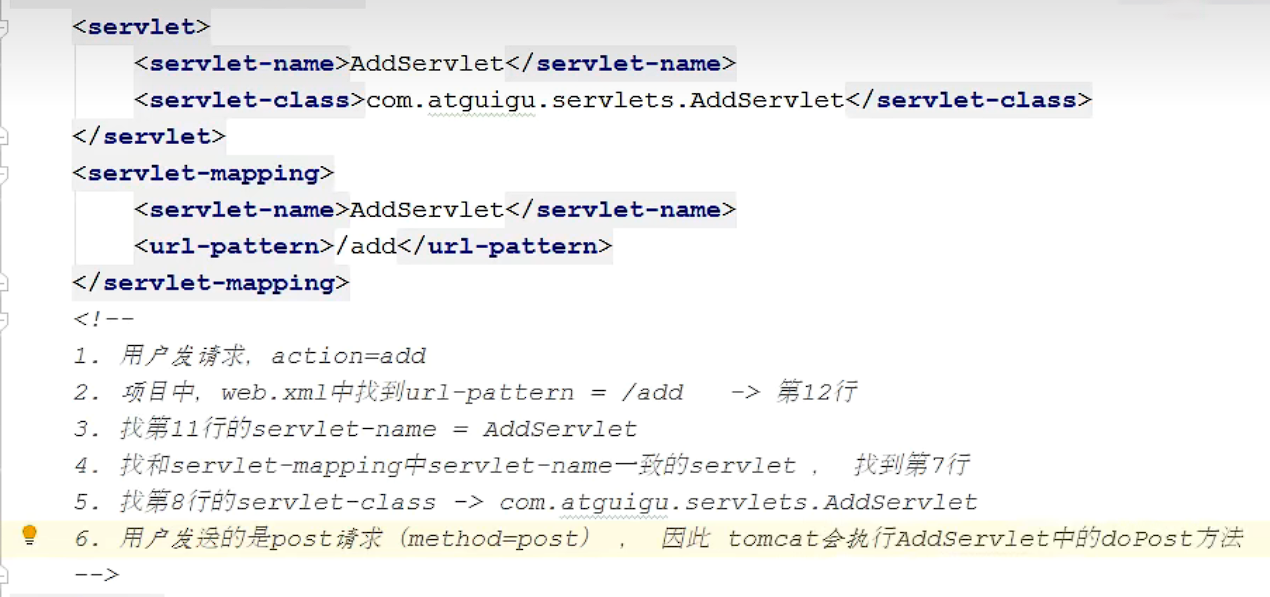 <servlet>
<servlet-name>AddServlet</servlet-name>
<servlet-class>com.atguigu.servlets.AddServlet</servlet-class>
</servlet>
<servlet-mapping>
<servlet-name>AddServlet</servlet-name>
<url-pattern>/add</url-pattern>
</servlet-mapping>
<!--
1. 用户发请求, action=add
2. 项目中, web.xml中找到url-pattern = /add   -> 第12行
3. 找第11行的servlet-name = AddServlet
4. 找和servlet-mapping中servlet-name一致的servlet ， 找到第7行
5. 找第8行的servlet-class -> com.atguigu.servlets.AddServlet
6. 用户发送的是post请求（method=post） ， 因此 tomcat会执行AddServlet中的doPost方法
-->